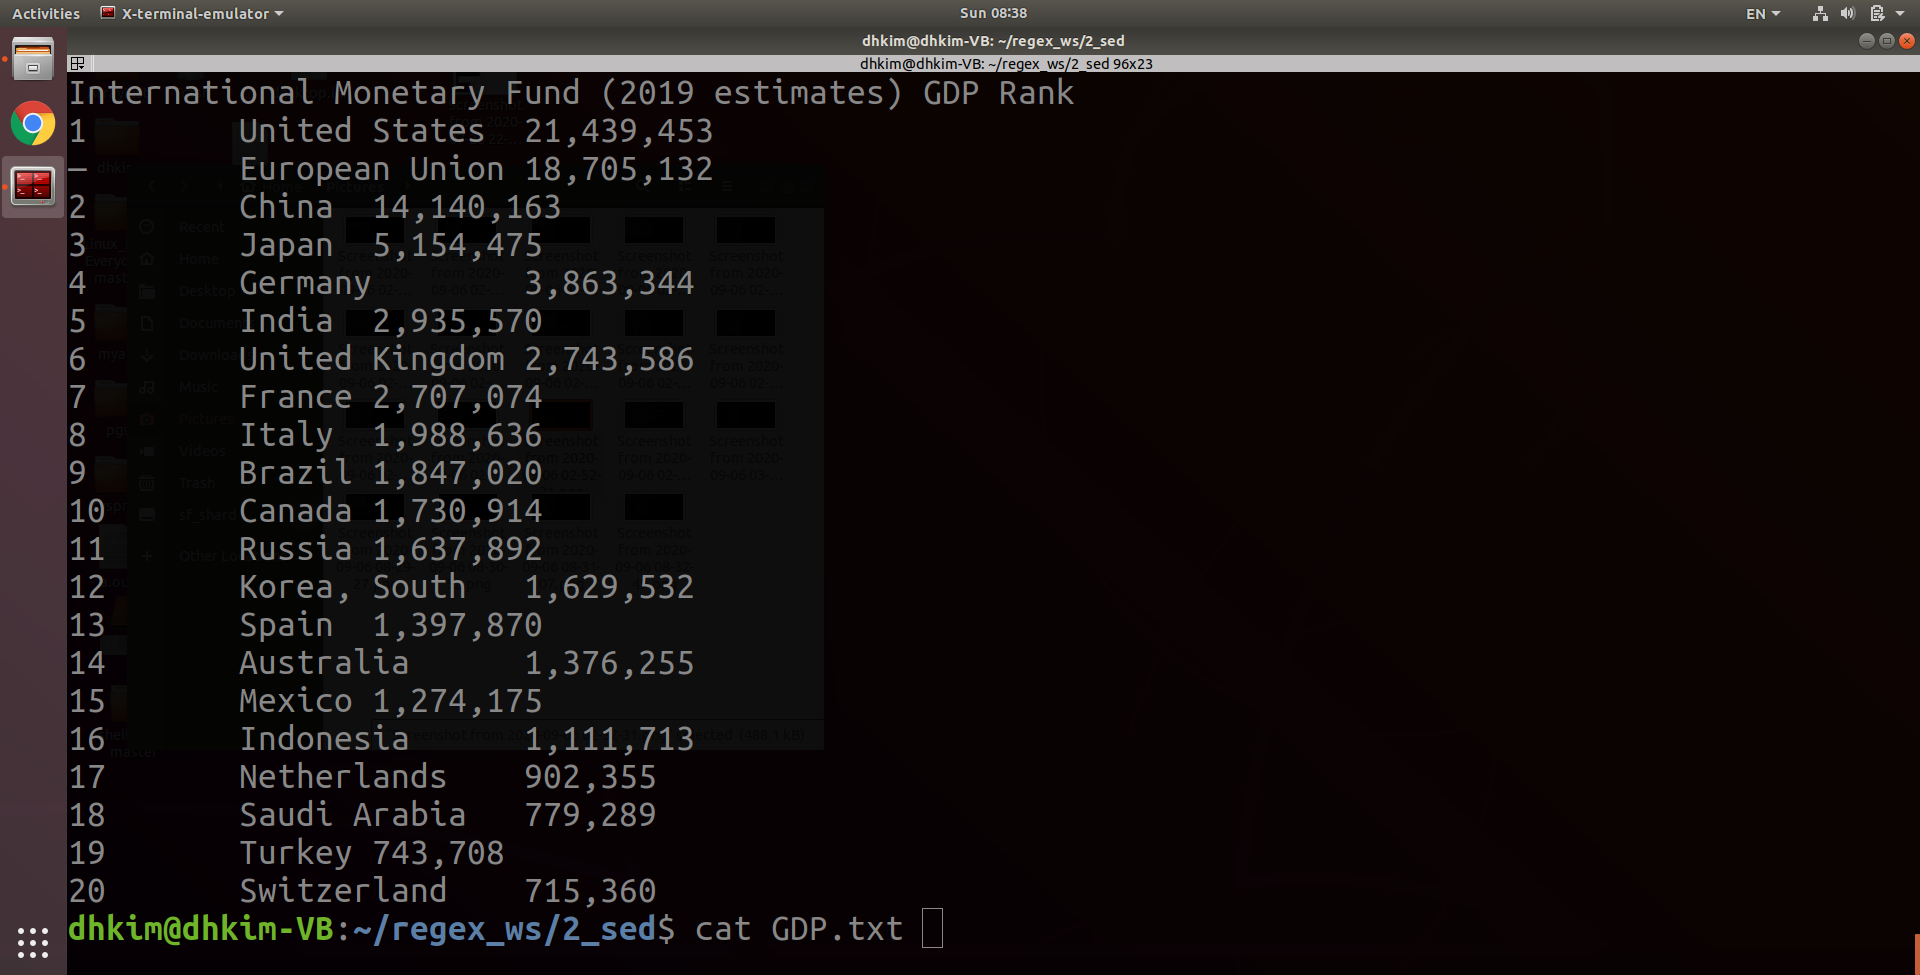 Activities X-terminal-emulator Sun 08:38 EN
dhkim@dhkim-VB: ~/regex_ws/2_sed
dhkim@dhkim-VB: ~/regex_ws/2_sed 96x23
International Monetary Fund (2019 estimates) GDP Rank
1 United States 21,439,453
— European Union 18,705,132
2 China 14,140,163
3 Japan 5,154,475
4 Germany 3,863,344
5 India 2,935,570
6 United Kingdom 2,743,586
7 France 2,707,074
8 Italy 1,988,636
9 Brazil 1,847,020
10 Canada 1,730,914
11 Russia 1,637,892
12 Korea, South 1,629,532
13 Spain 1,397,870
14 Australia 1,376,255
15 Mexico 1,274,175
16 Indonesia 1,111,713
17 Netherlands 902,355
18 Saudi Arabia 779,289
19 Turkey 743,708
20 Switzerland 715,360
dhkim@dhkim-VB:~/regex_ws/2_sed$ cat GDP.txt